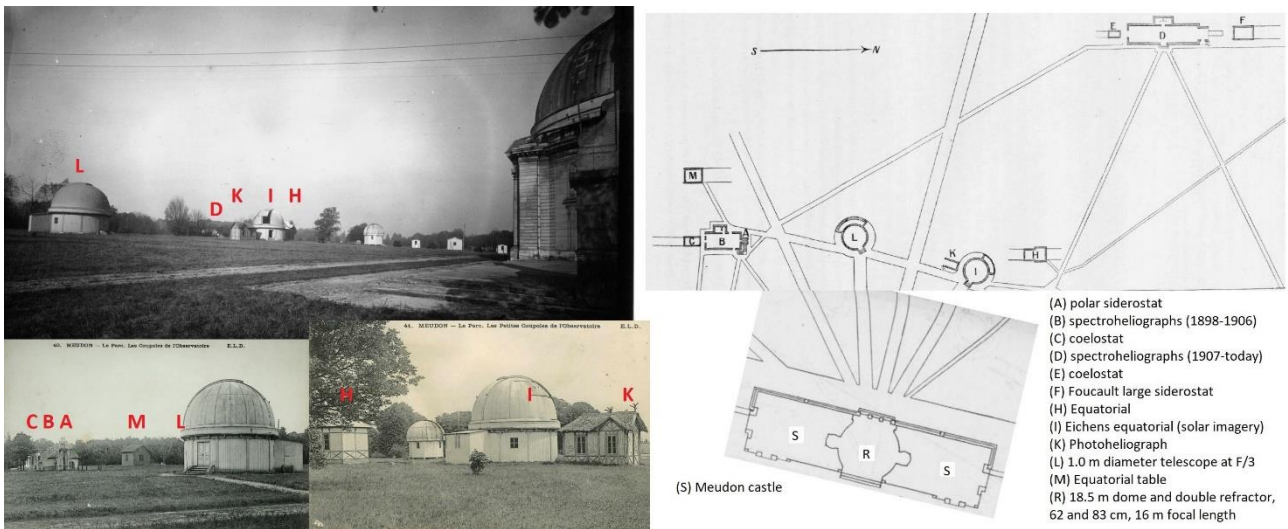 L
D
K
I
H
40. MEUDON — Le Parc. Les Coupoles de l'Observatoire E.L.D.
C B A
M
L
44. MEUDON — Le Parc. Les Petites Coupoles de l'Observatoire E.L.D.
H
I
K
S
N
E
D
F
M
C
B
A
L
K
I
H
S
R
S
(S) Meudon castle
(A) polar siderostat
(B) spectroheliographs (1898-1906)
(C) coelostat
(D) spectroheliographs (1907-today)
(E) coelostat
(F) Foucault large siderostat
(H) Equatorial
(I) Eichens equatorial (solar imagery)
(K) Photoheliograph
(L) 1.0 m diameter telescope at F/3
(M) Equatorial table
(R) 18.5 m dome and double refractor,
62 and 83 cm, 16 m focal length